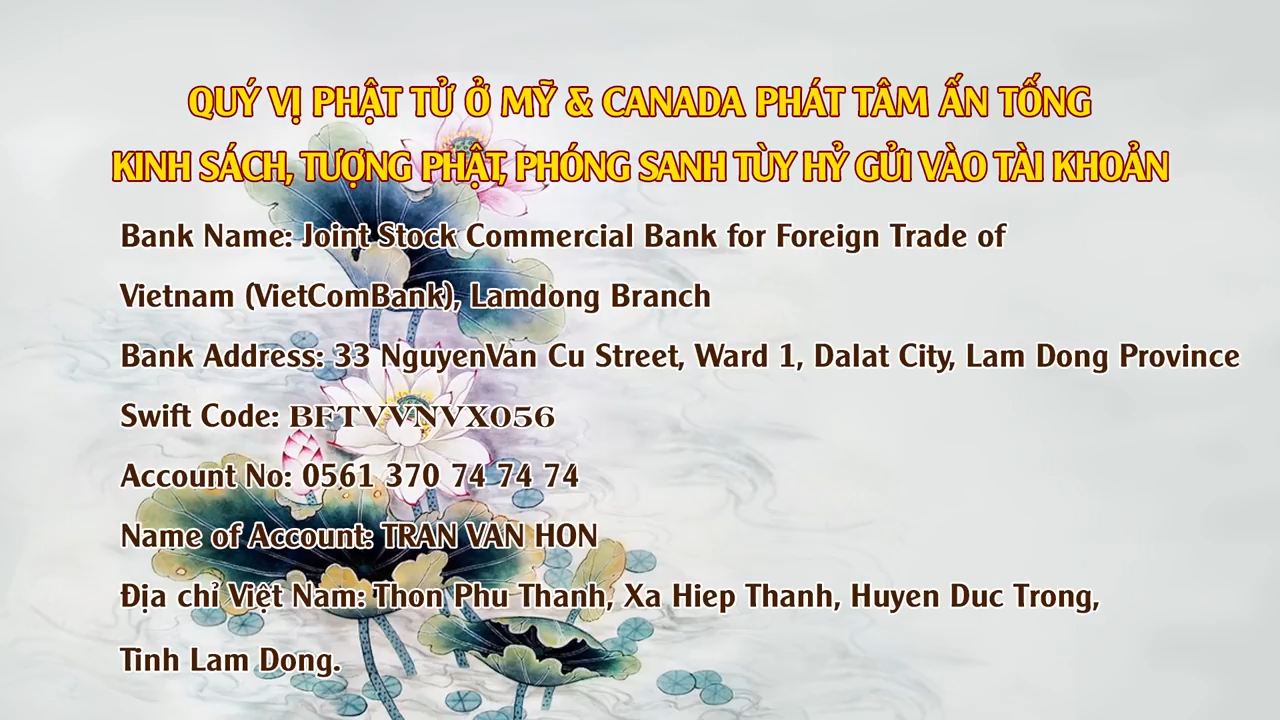 QUÝ VỊ PHẬT TỬ Ở MỸ & CANADA PHÁT TÂM ẤN TỐNG
KINH SÁCH, TƯỢNG PHẬT, PHÓNG SANH TÙY HỶ GỬI VÀO TÀI KHOẢN
Bank Name: Joint Stock Commercial Bank for Foreign Trade of
Vietnam (VietComBank), Lamdong Branch
Bank Address: 33 NguyenVan Cu Street, Ward 1, Dalat City, Lam Dong Province
Swift Code: BFTVVNVX056
Account No: 0561 370 74 74 74
Name of Account: TRAN VAN HON
Địa chỉ Việt Nam: Thon Phu Thanh, Xa Hiep Thanh, Huyen Duc Trong,
Tinh Lam Dong.